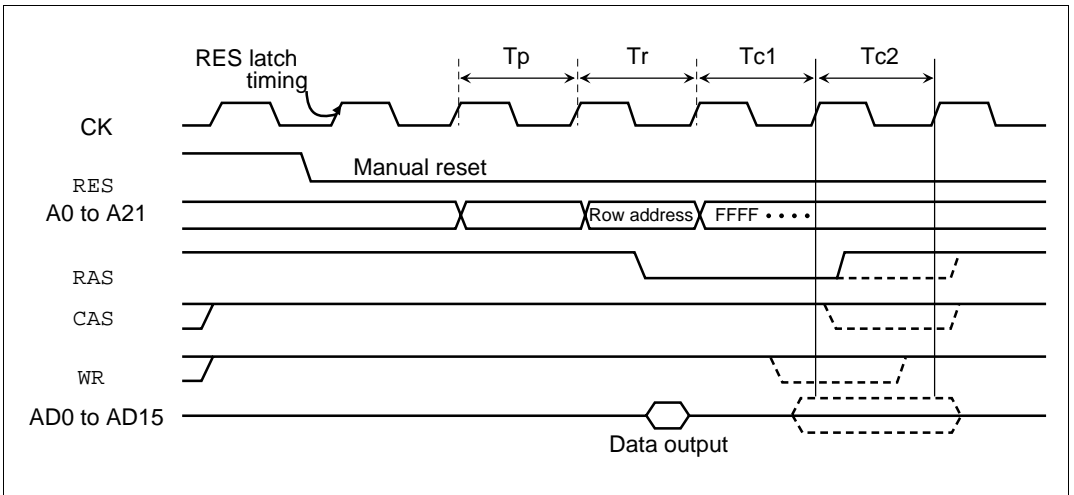 RES latch
timing
Tp
Tr
Tc1
Tc2
CK
RES
Manual reset
A0 to A21
Row address
FFFF ····
RAS
CAS
WR
AD0 to AD15
Data output